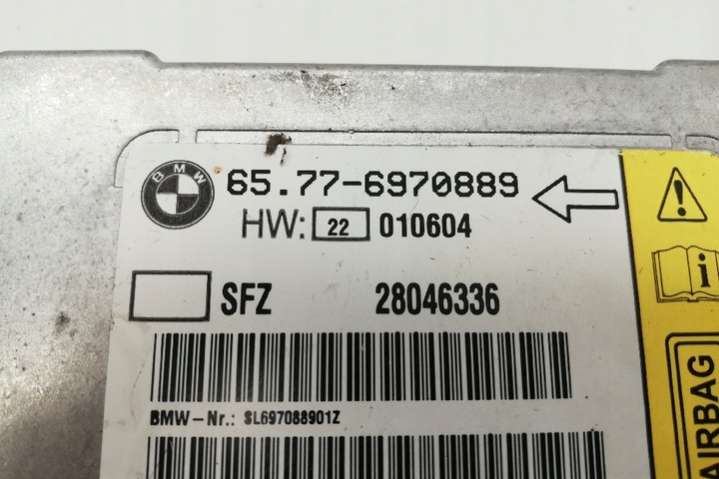 BMW
65.77-6970889
HW: 22 010604
SFZ 28046336
BMW-Nr.: SL697088901Z
AIRBAG